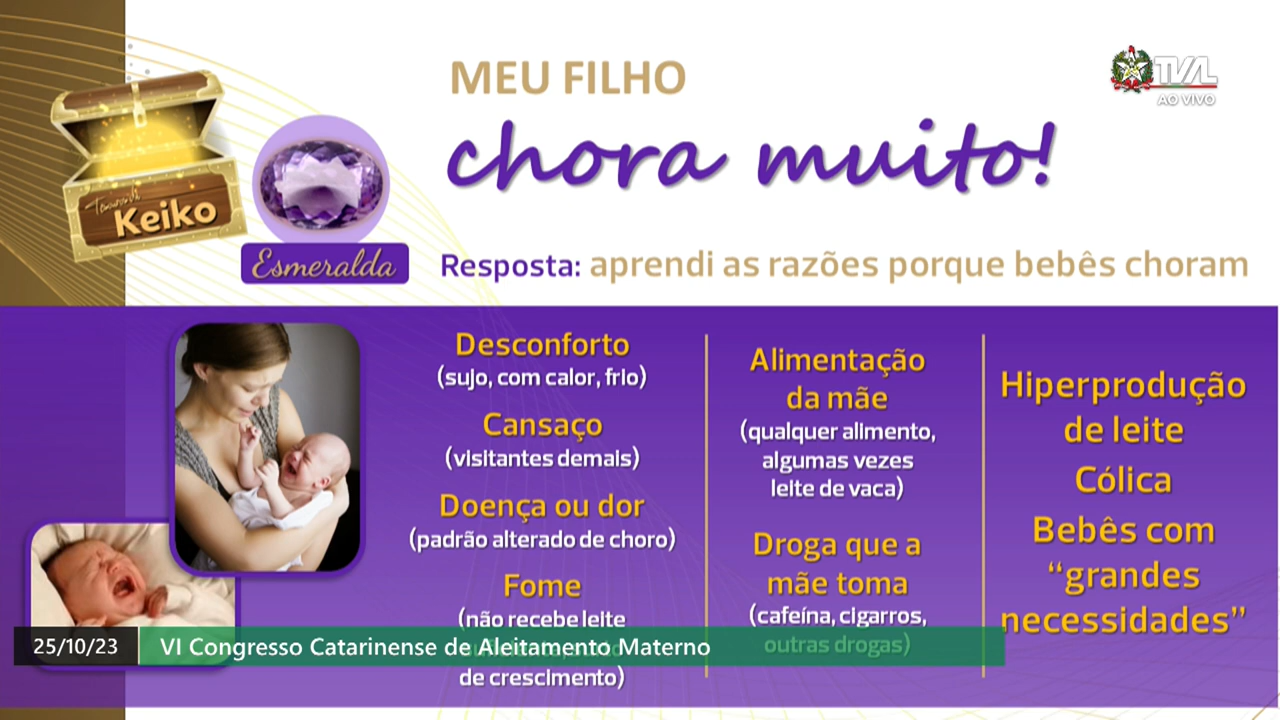 MEU FILHO
chora muito!
TVAL
AO VIVO
Keiko
Esmeralda
Resposta: aprendi as razões porque bebês choram
Desconforto
(sujo, com calor, frio)
Cansaço
(visitantes demais)
Doença ou dor
(padrão alterado de choro)
Fome
(não recebe leite
de crescimento)
Alimentação
da mãe
(qualquer alimento,
algumas vezes
leite de vaca)
Droga que a
mãe toma
(cafeína, cigarros,
outras drogas)
Hiperprodução
de leite
Cólica
Bebês com
“grandes
necessidades”
25/10/23
VI Congresso Catarinense de Aleitamento Materno